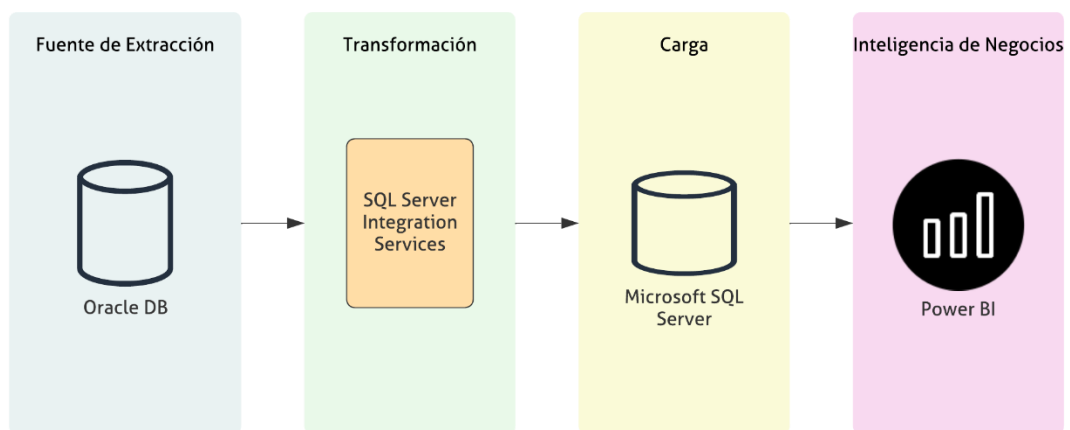 Fuente de Extracción
Transformación
Carga
Inteligencia de Negocios
SQL Server
Integration
Services
Oracle DB
Microsoft SQL
Server
Power BI